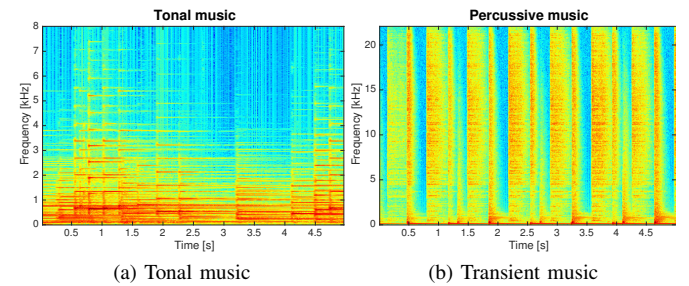 Tonal music
Percussive music
8
7
6
5
4
3
2
1
0
Frequency [kHz]
0.5 1 1.5 2 2.5 3 3.5 4 4.5
Time [s]
20
15
10
5
0
Frequency [kHz]
0.5 1 1.5 2 2.5 3 3.5 4 4.5
Time [s]
(a) Tonal music
(b) Transient music